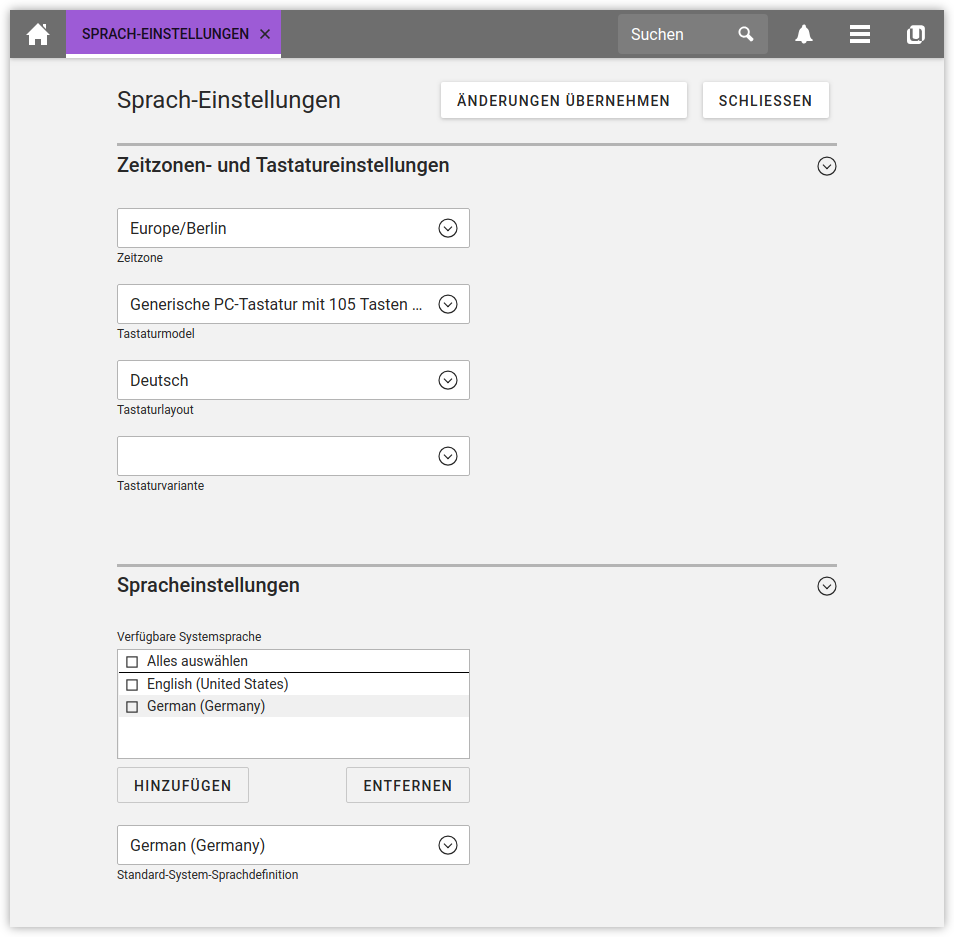 SPRACH-EINSTELLUNGEN
Suchen
Sprach-Einstellungen
ÄNDERUNGEN ÜBERNEHMEN
SCHLIESSEN
Zeitzonen- und Tastatureinstellungen
Europe/Berlin
Zeitzone
Generische PC-Tastatur mit 105 Tasten ...
Tastaturmodel
Deutsch
Tastaturlayout
Tastaturvariante
Spracheinstellungen
Verfügbare Systemsprache
Alles auswählen
English (United States)
German (Germany)
HINZUFÜGEN
ENTFERNEN
German (Germany)
Standard-System-Sprachdefinition